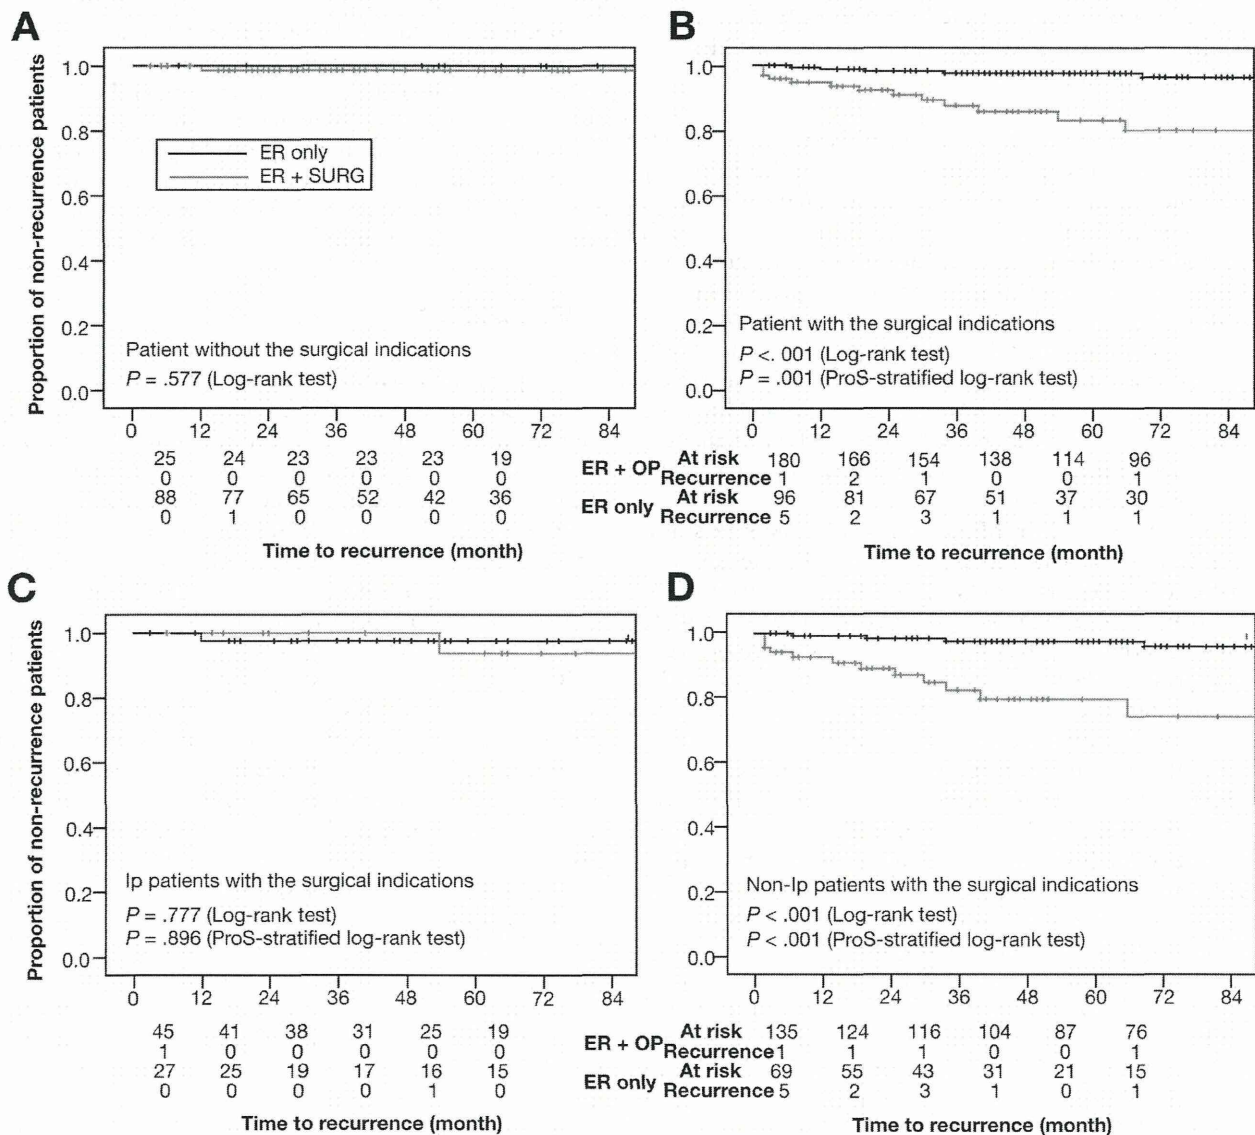 A
B
Proportion of non-recurrence patients
1.0
0.8
0.6
0.4
0.2
0.0
ER only
ER + SURG
Patient without the surgical indications
P = .577 (Log-rank test)
0 12 24 36 48 60 72 84
25 24 23 23 23 19
0 0 0 0 0 0
88 77 65 52 42 36
0 1 0 0 0 0
Time to recurrence (month)
1.0
0.8
0.6
0.4
0.2
0.0
Patient with the surgical indications
P <. 001 (Log-rank test)
P = .001 (ProS-stratified log-rank test)
0 12 24 36 48 60 72 84
ER + OP At risk 180 166 154 138 114 96
Recurrence 1 2 1 0 0 1
ER only At risk 96 81 67 51 37 30
Recurrence 5 2 3 1 1 1
Time to recurrence (month)
C
D
Proportion of non-recurrence patients
1.0
0.8
0.6
0.4
0.2
0.0
Ip patients with the surgical indications
P = .777 (Log-rank test)
P = .896 (ProS-stratified log-rank test)
0 12 24 36 48 60 72 84
45 41 38 31 25 19
1 0 0 0 0 0
27 25 19 17 16 15
0 0 0 0 1 0
Time to recurrence (month)
1.0
0.8
0.6
0.4
0.2
0.0
Non-Ip patients with the surgical indications
P < .001 (Log-rank test)
P < .001 (ProS-stratified log-rank test)
0 12 24 36 48 60 72 84
ER + OP At risk 135 124 116 104 87 76
Recurrence 1 1 1 0 0 1
ER only At risk 69 55 43 31 21 15
Recurrence 5 2 3 1 0 1
Time to recurrence (month)